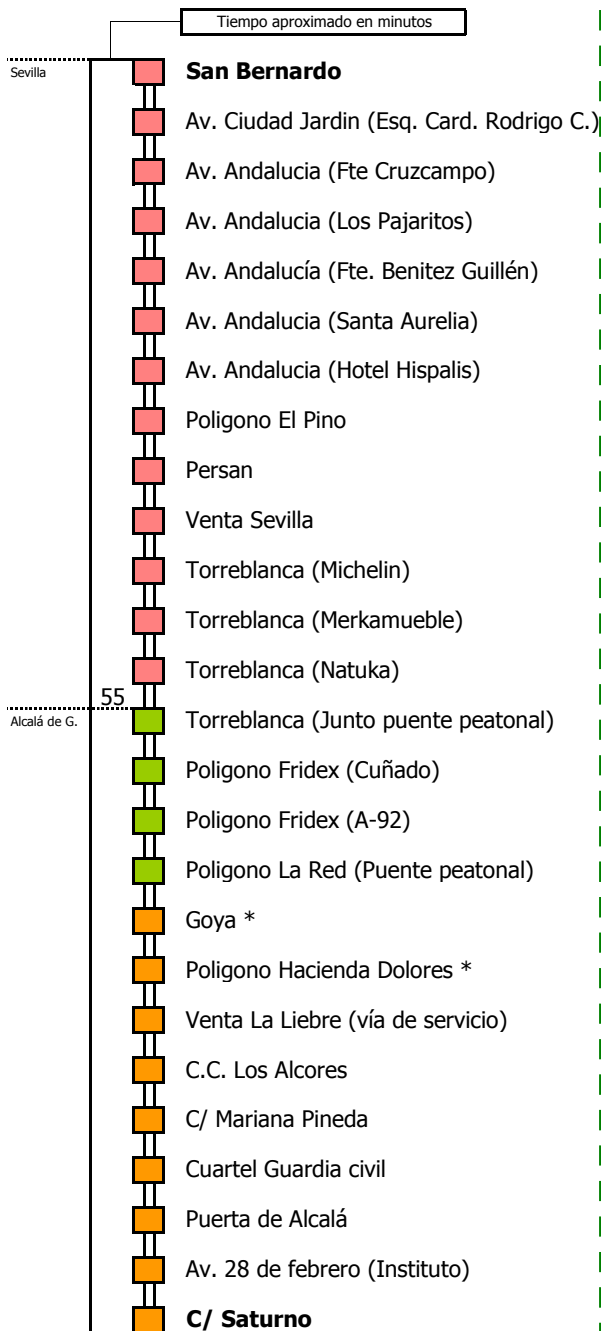 Tiempo aproximado en minutos
Sevilla
San Bernardo
Av. Ciudad Jardin (Esq. Card. Rodrigo C.)
Av. Andalucia (Fte Cruzcampo)
Av. Andalucia (Los Pajaritos)
Av. Andalucía (Fte. Benitez Guillén)
Av. Andalucia (Santa Aurelia)
Av. Andalucia (Hotel Hispalis)
Poligono El Pino
Persan
Venta Sevilla
Torreblanca (Michelin)
Torreblanca (Merkamueble)
Torreblanca (Natuka)
55
Alcalá de G.
Torreblanca (Junto puente peatonal)
Poligono Fridex (Cuñado)
Poligono Fridex (A-92)
Poligono La Red (Puente peatonal)
Goya *
Poligono Hacienda Dolores *
Venta La Liebre (vía de servicio)
C.C. Los Alcores
C/ Mariana Pineda
Cuartel Guardia civil
Puerta de Alcalá
Av. 28 de febrero (Instituto)
C/ Saturno